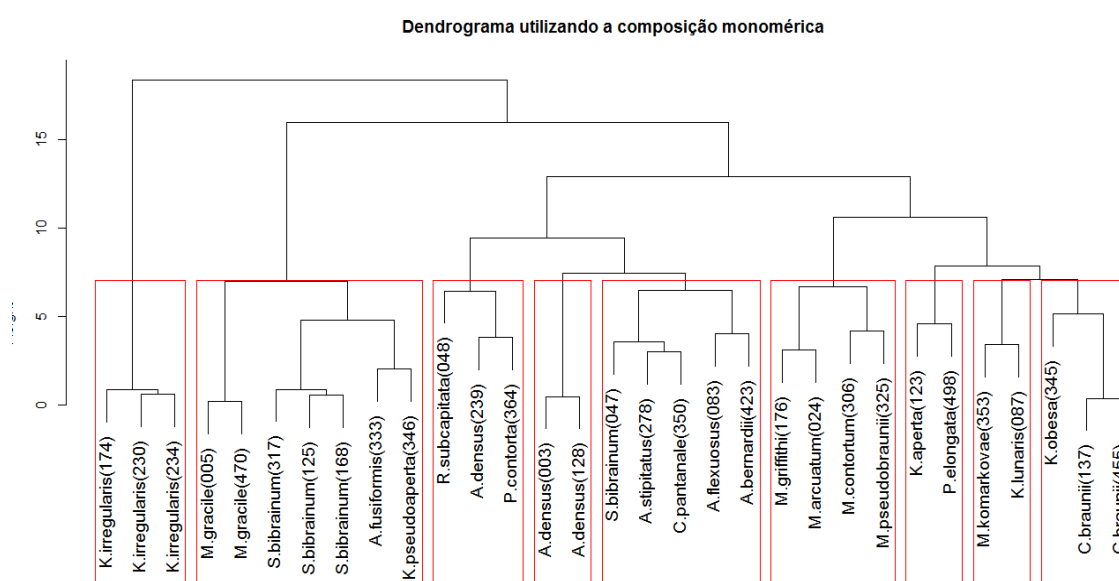 Dendrograma utilizando a composição monomérica
15
10
5
0
K.irregularis(174)
K.irregularis(230)
K.irregularis(234)
M.gracile(005)
M.gracile(470)
S.bibrainum(317)
S.bibrainum(125)
S.bibrainum(168)
A.fusiformis(333)
K.pseudoaperta(346)
R.subcapitata(048)
A.densus(239)
P.contorta(364)
A.densus(003)
A.densus(128)
S.bibrainum(047)
A.stipitatus(278)
C.pantanale(350)
A.flexuosus(083)
A.bernardii(423)
M.griffithi(176)
M.arcuatum(024)
M.contortum(306)
M.pseudobraunii(325)
K.aperta(123)
P.elongata(498)
M.komarkovae(353)
K.lunaris(087)
K.obesa(345)
C.braunii(137)
C.braunii(455)